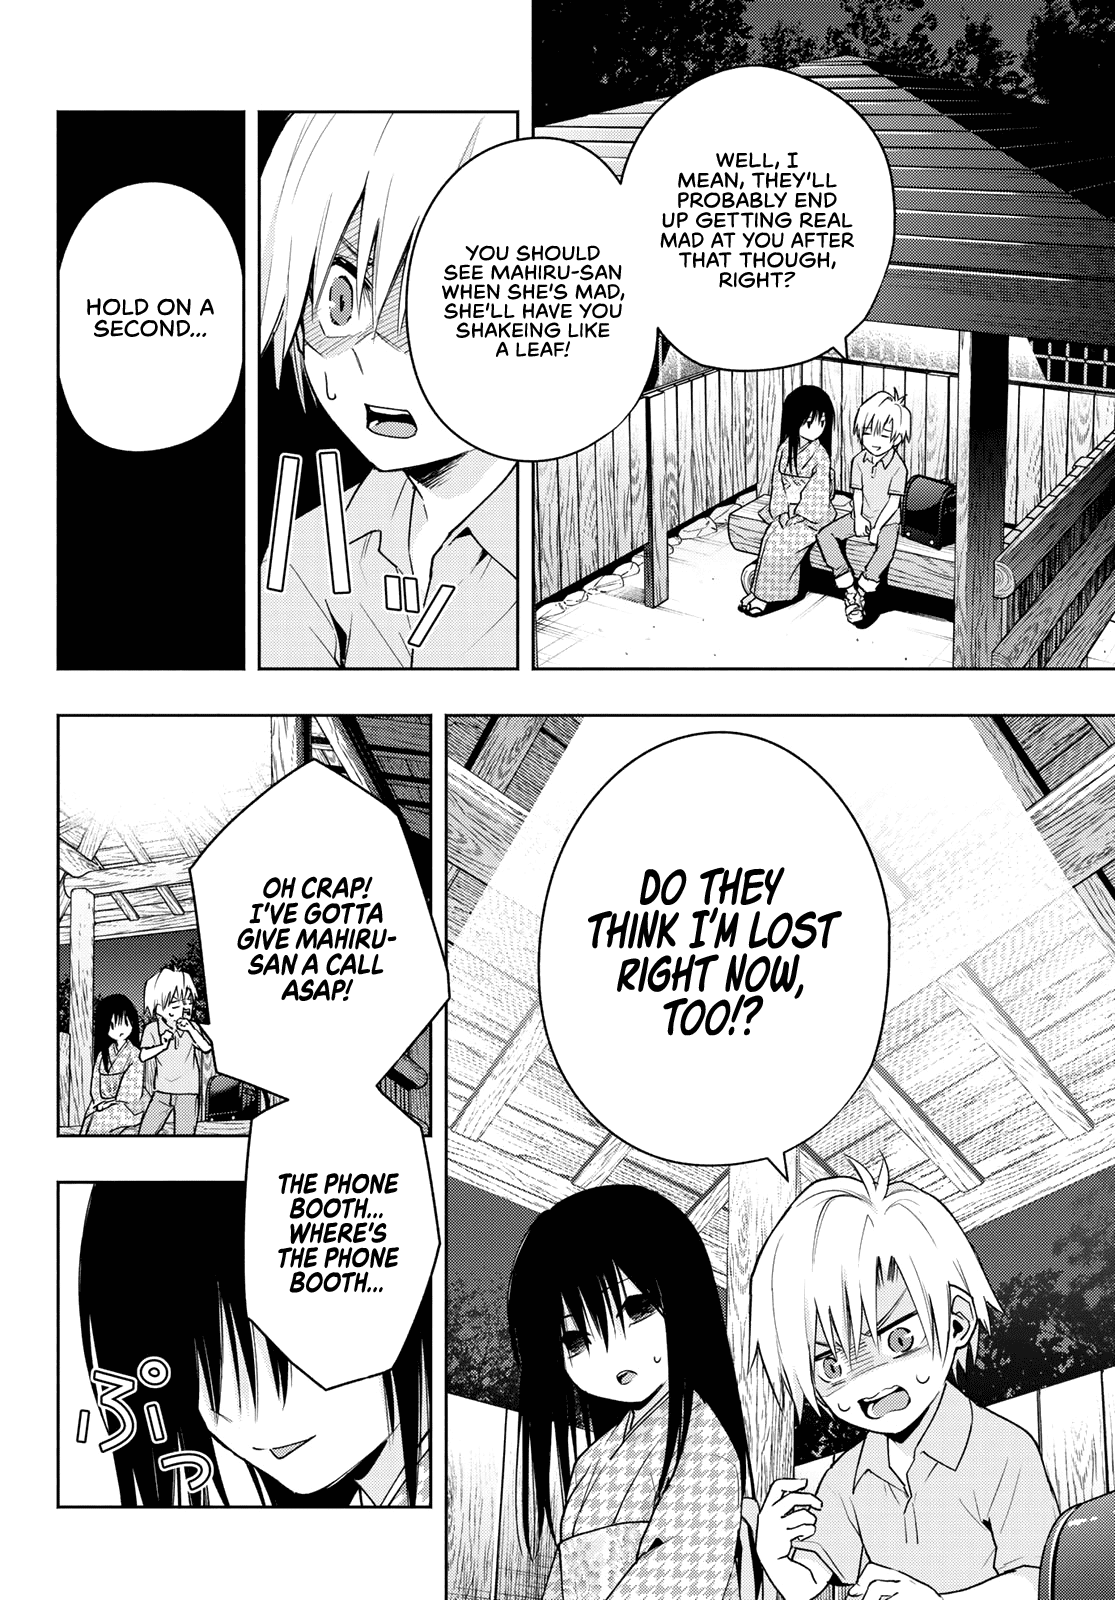 WELL, I
MEAN, THEY'LL
PROBABLY END
UP GETTING REAL
MAD AT YOU AFTER
THAT THOUGH,
RIGHT?
YOU SHOULD
SEE MAHIRU-SAN
WHEN SHE'S MAD,
SHE'LL HAVE YOU
SHAKEING LIKE
A LEAF!
HOLD ON A
SECOND...
DO THEY
THINK I'M LOST
RIGHT NOW,
TOO!?
OH CRAP!
I'VE GOTTA
GIVE MAHIRU-
SAN A CALL
ASAP!
THE PHONE
BOOTH...
WHERE'S
THE PHONE
BOOTH...
ぷーっ